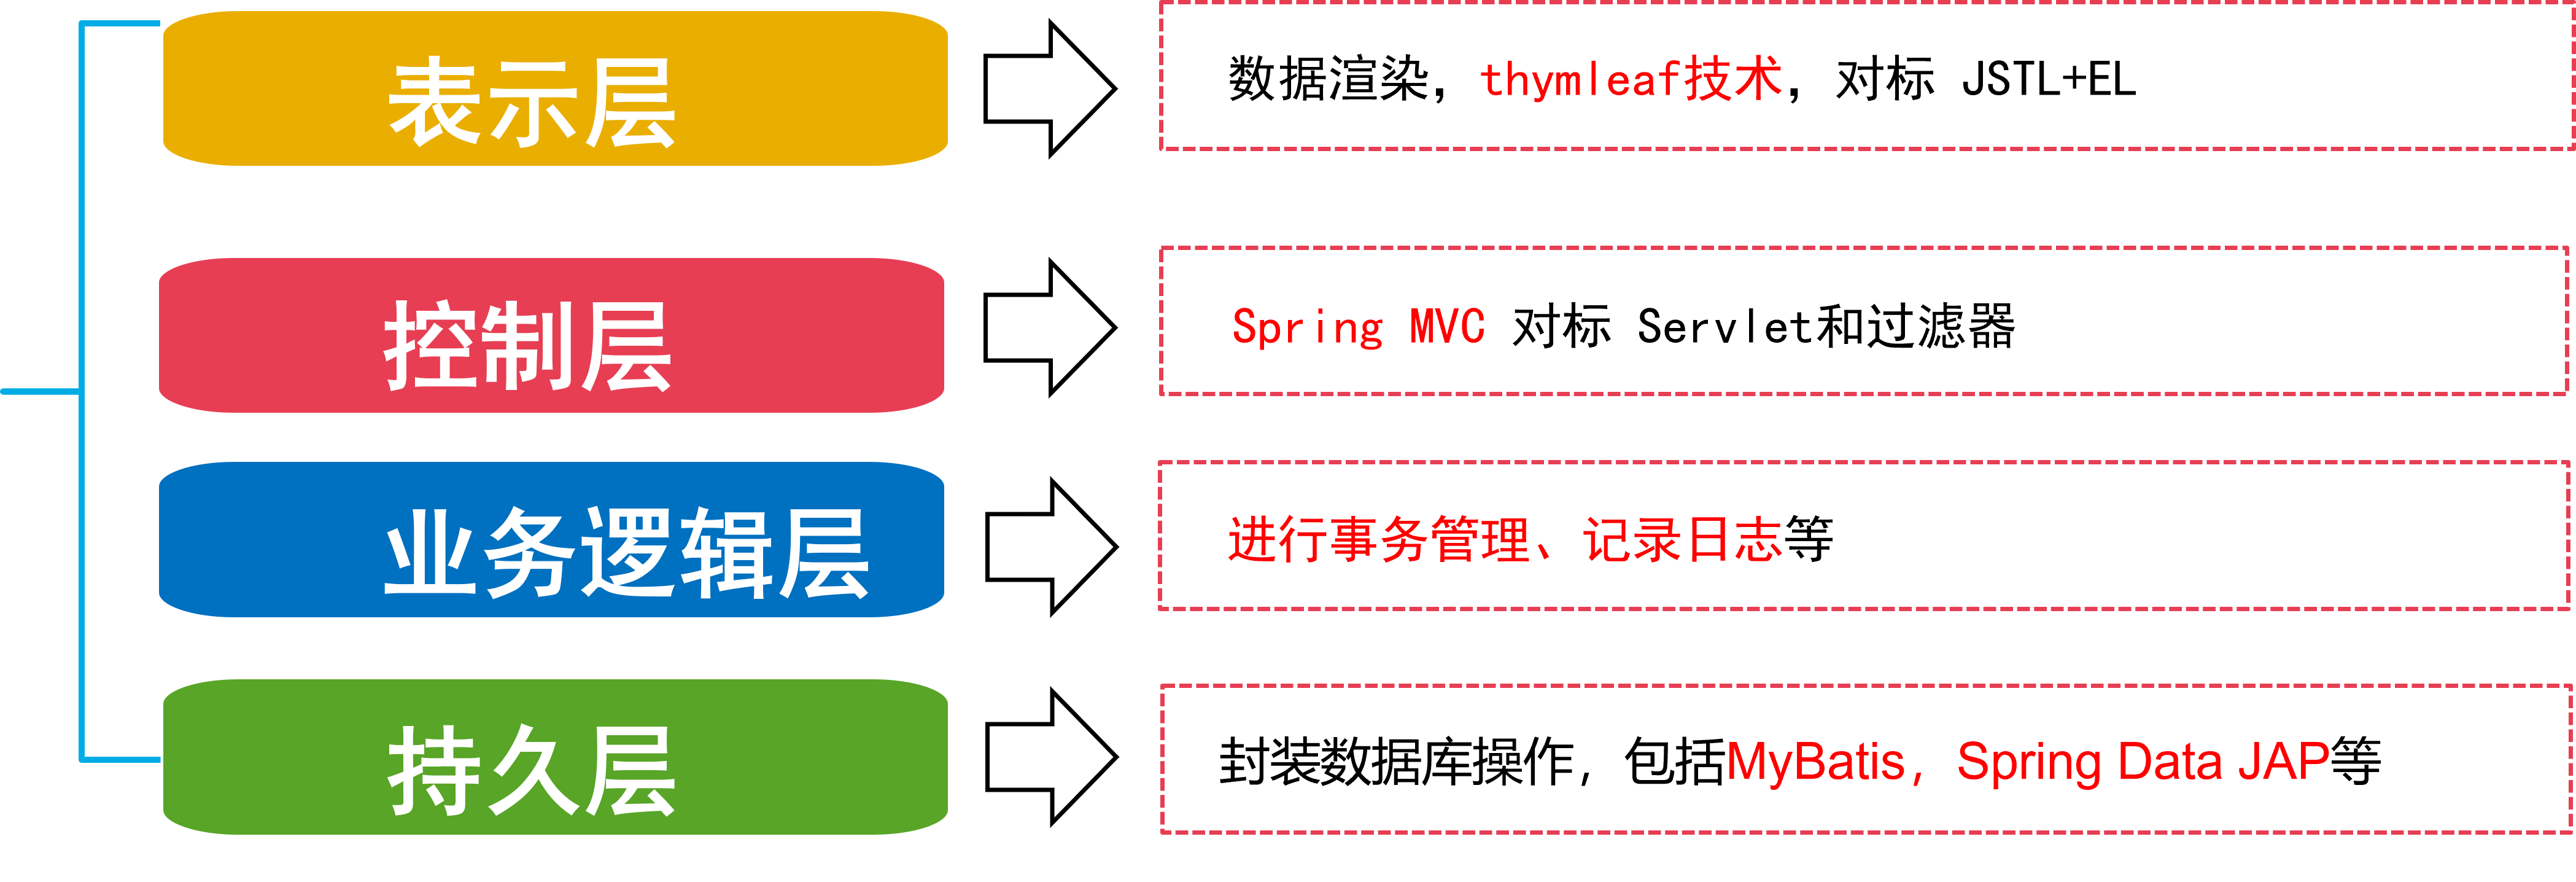 表示层
数据渲染，thymleaf技术，对标 JSTL+EL
控制层
Spring MVC 对标 Servlet和过滤器
业务逻辑层
进行事务管理、记录日志等
持久层
封装数据库操作，包括MyBatis，Spring Data JAP等